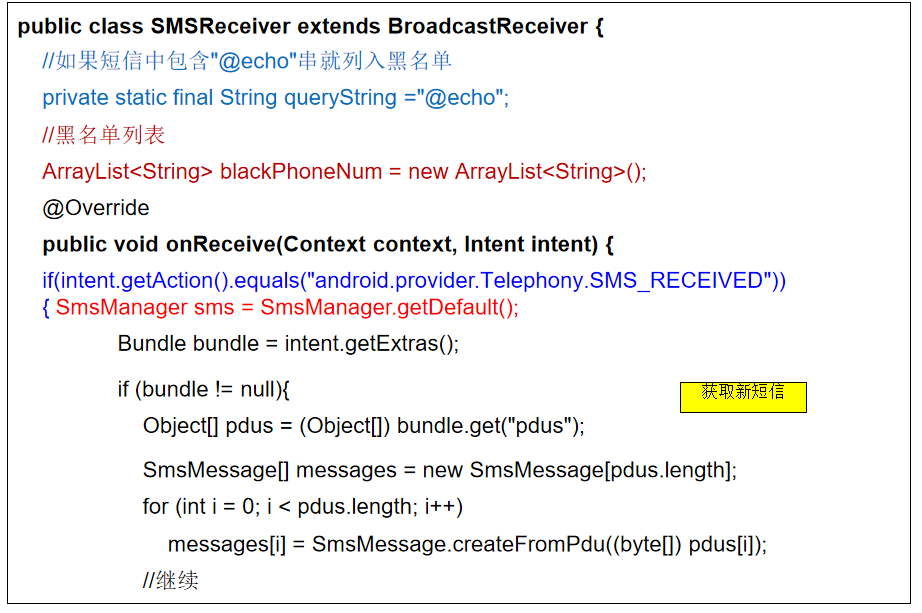 public class SMSReceiver extends BroadcastReceiver {
//如果短信中包含"@echo"串就列入黑名单
private static final String queryString ="@echo";
//黑名单列表
ArrayList<String> blackPhoneNum = new ArrayList<String>();
@Override
public void onReceive(Context context, Intent intent) {
if(intent.getAction().equals("android.provider.Telephony.SMS_RECEIVED"))
{ SmsManager sms = SmsManager.getDefault();
Bundle bundle = intent.getExtras();
if (bundle != null){
获取新短信
Object[] pdus = (Object[]) bundle.get("pdus");
SmsMessage[] messages = new SmsMessage[pdus.length];
for (int i = 0; i < pdus.length; i++)
messages[i] = SmsMessage.createFromPdu((byte[]) pdus[i]);
//继续